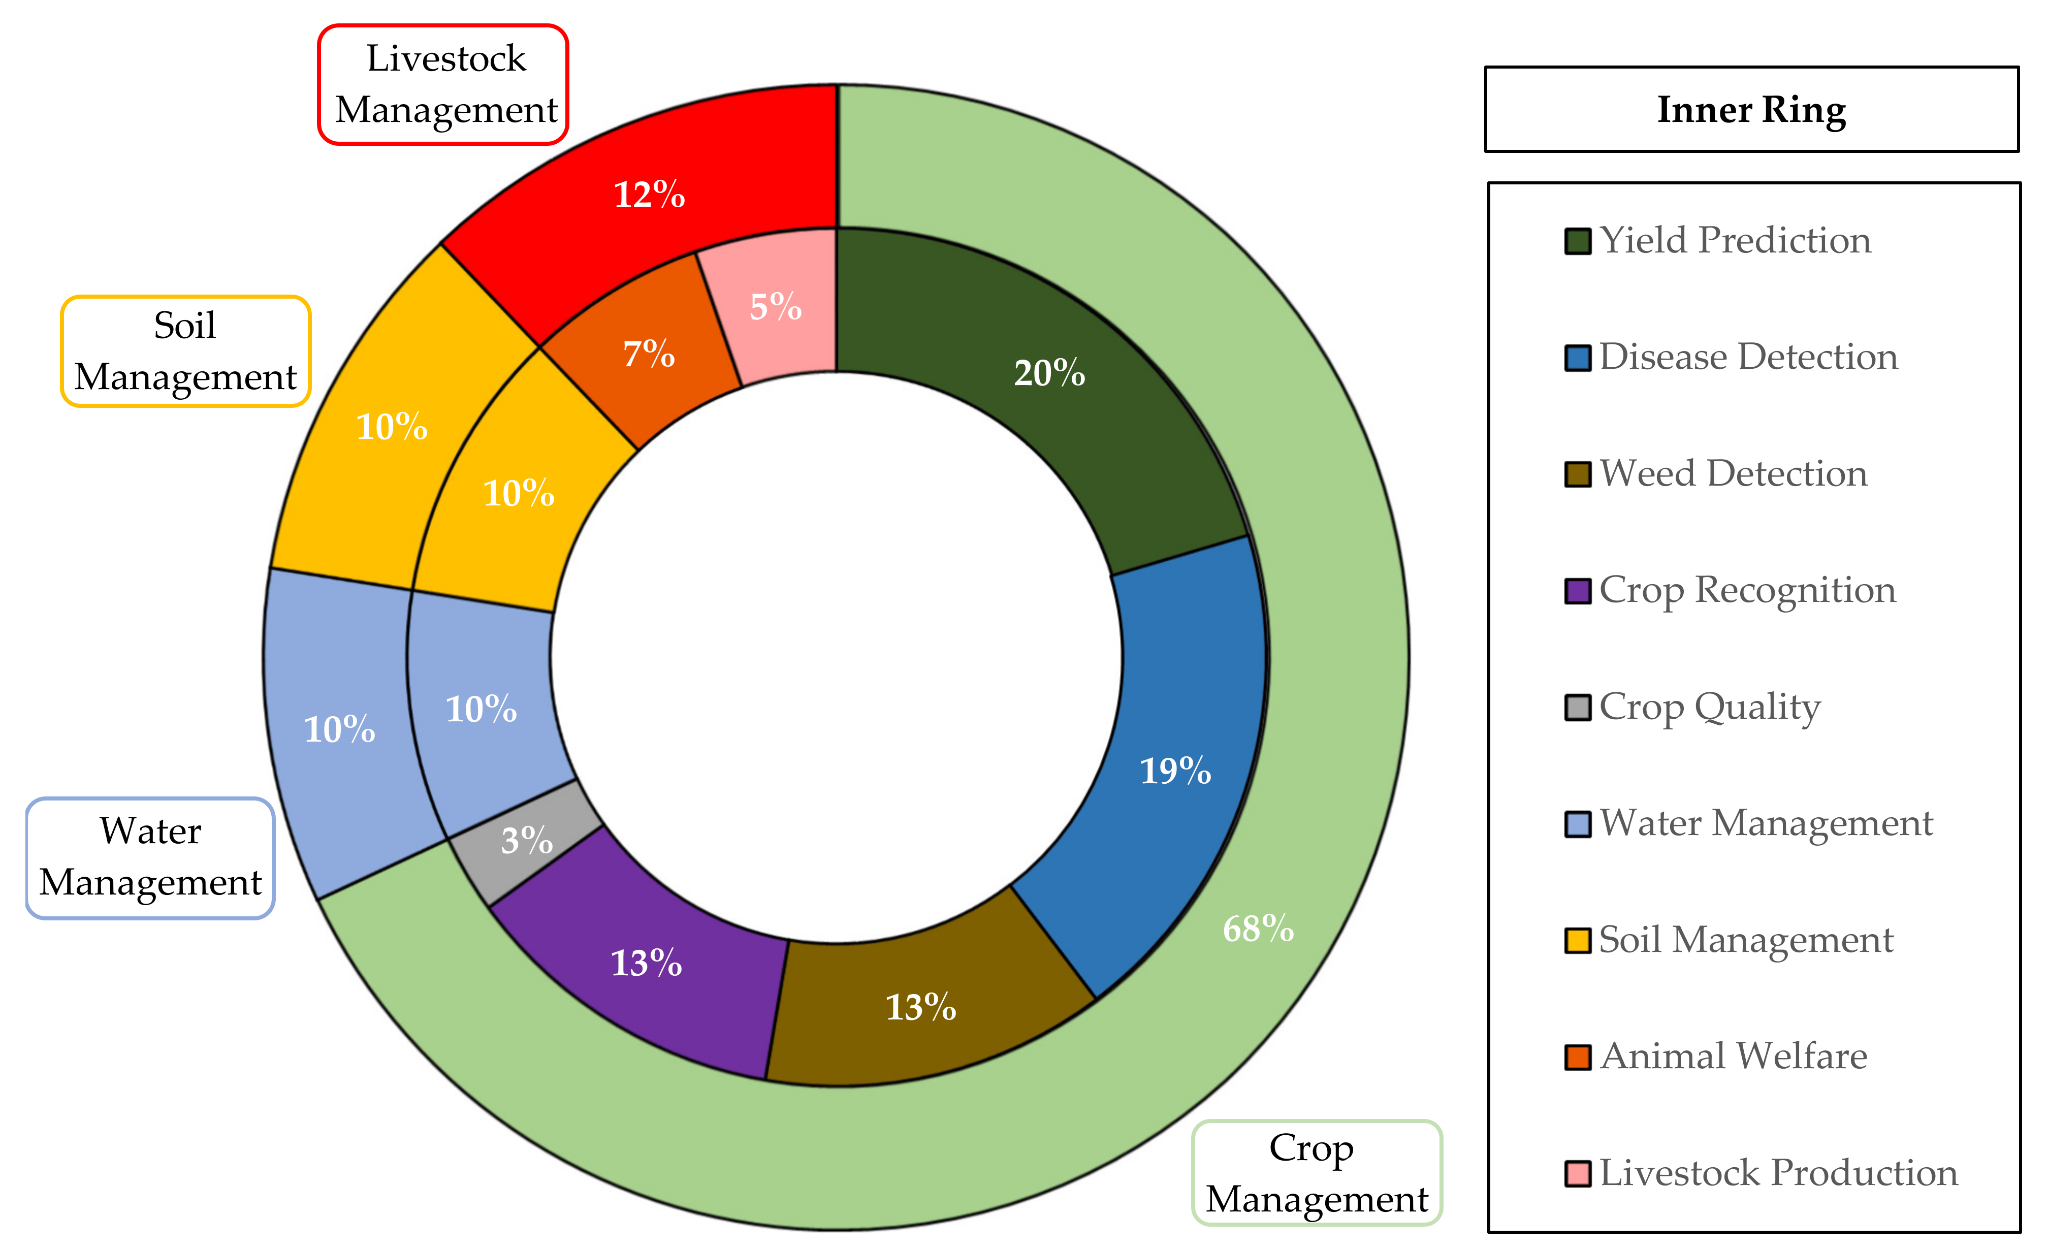 Livestock
Management
12%
5%
7%
20%
Soil
Management
10%
10%
10%
10%
19%
Water
Management
3%
68%
13%
13%
Crop
Management
Inner Ring
Yield Prediction
Disease Detection
Weed Detection
Crop Recognition
Crop Quality
Water Management
Soil Management
Animal Welfare
Livestock Production